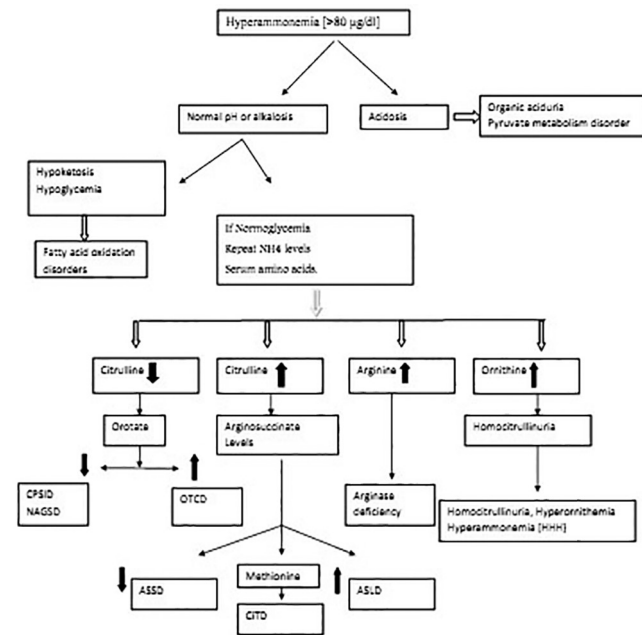 Hyperammonemia [>80 µg/dl]
Normal pH or alkalosis
Acidosis
Organic aciduria
Pyruvate metabolism disorder
Hypoketosis
Hypoglycemia
Fatty acid oxidation
disorders
If Normoglycemia
Repeat NH4 levels
Serum amino acids.
Citrulline
Citrulline
Arginine
Ornithine
Orotate
Arginosuccinate
Levels
Homocitrullinuria
CPSID
NAGSD
OTCD
Arginase
deficiency
Homocitrullinuria, Hyperornithemia
Hyperammonemia [HHH}
ASSD
Methionine
ASLD
CiTD